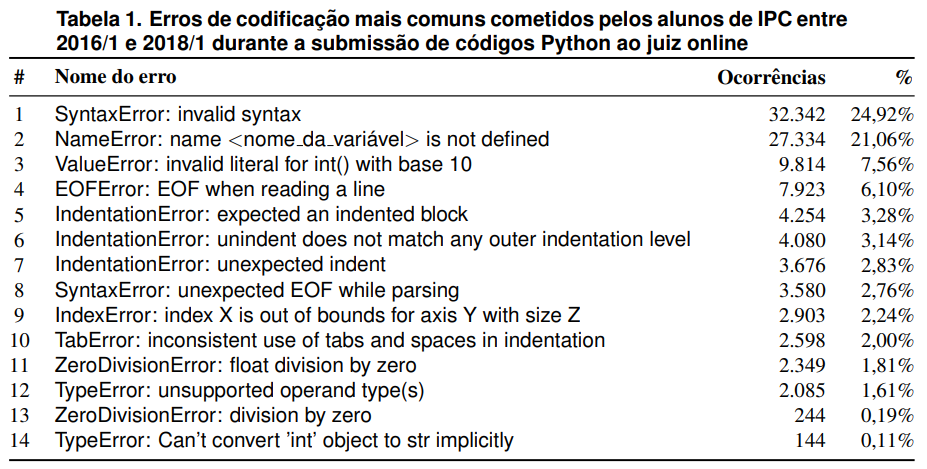 Tabela 1. Erros de codificação mais comuns cometidos pelos alunos de IPC entre
2016/1 e 2018/1 durante a submissão de códigos Python ao juiz online
# Nome do erro Ocorrências %
1 SyntaxError: invalid syntax 32.342 24,92%
2 NameError: name <nome_da_variável> is not defined 27.334 21,06%
3 ValueError: invalid literal for int() with base 10 9.814 7,56%
4 EOFError: EOF when reading a line 7.923 6,10%
5 IndentationError: expected an indented block 4.254 3,28%
6 IndentationError: unindent does not match any outer indentation level 4.080 3,14%
7 IndentationError: unexpected indent 3.676 2,83%
8 SyntaxError: unexpected EOF while parsing 3.580 2,76%
9 IndexError: index X is out of bounds for axis Y with size Z 2.903 2,24%
10 TabError: inconsistent use of tabs and spaces in indentation 2.598 2,00%
11 ZeroDivisionError: float division by zero 2.349 1,81%
12 TypeError: unsupported operand type(s) 2.085 1,61%
13 ZeroDivisionError: division by zero 244 0,19%
14 TypeError: Can't convert 'int' object to str implicitly 144 0,11%